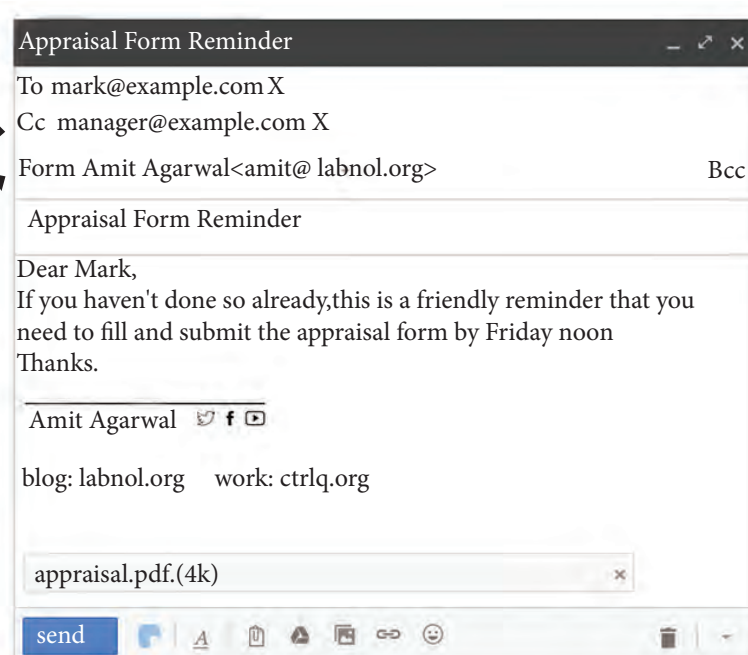 Appraisal Form Reminder
To mark@example.com X
Cc manager@example.com X
Form Amit Agarwal<amit@ labnol.org> Bcc
Appraisal Form Reminder
Dear Mark,
If you haven't done so already,this is a friendly reminder that you
need to fill and submit the appraisal form by Friday noon
Thanks.
Amit Agarwal
blog: labnol.org work: ctrlq.org
appraisal.pdf.(4k)
send A